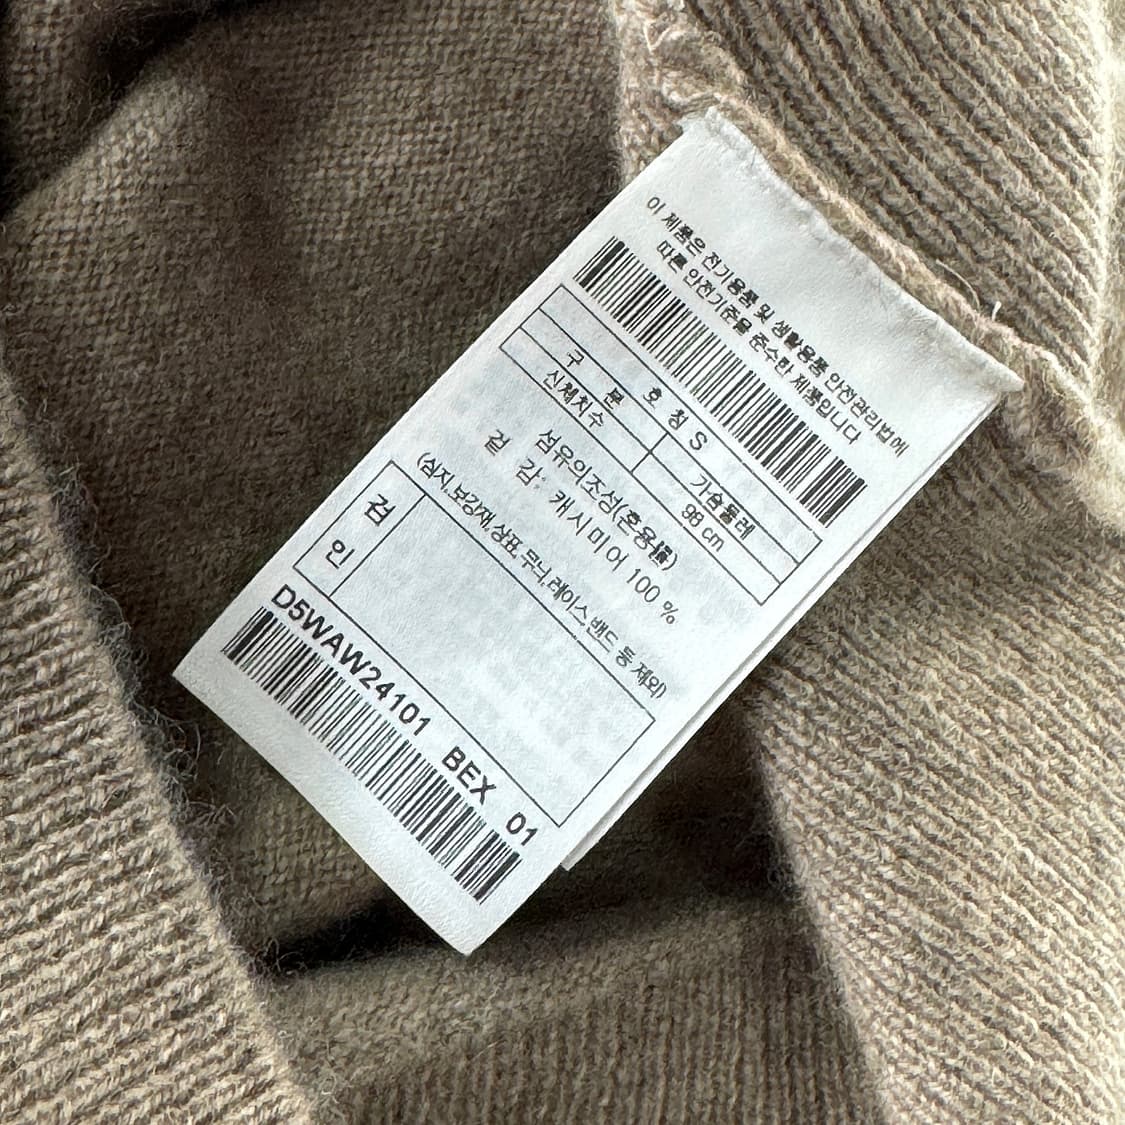 이 제품은 전기용품 및 생활용품 안전관리법에
따른 안전기준을 준수한 제품입니다
구 분 호 칭 S 가슴둘레
신체치수 98 cm
섬유의조성(혼용률)
겉 감: 캐시미어 100 %
(심지,보강재,상표,무늬,레이스,밴드 등 제외)
검
인
D5WAW24101 BEX 01